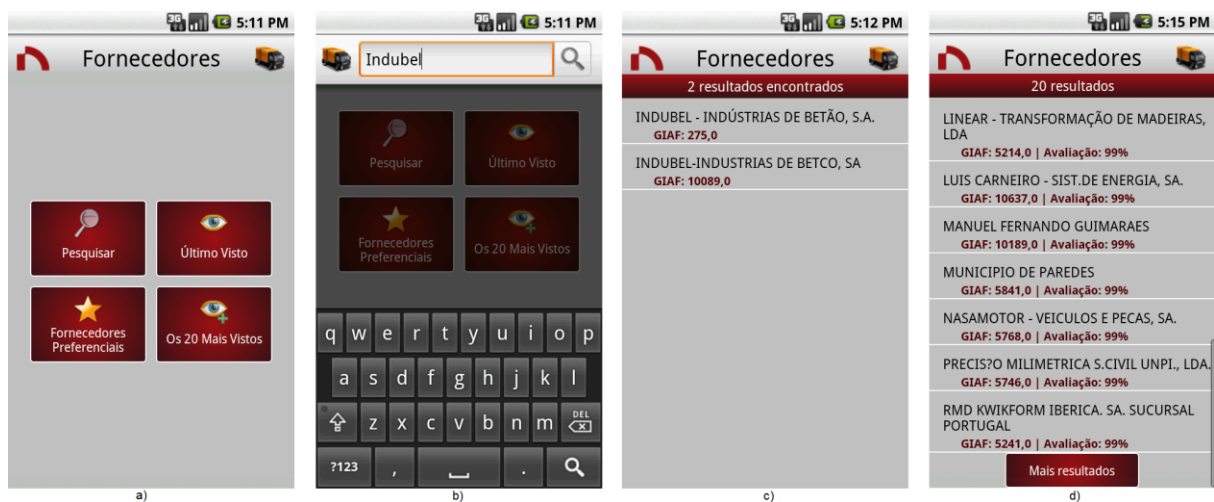 3G 5:11 PM
Fornecedores
Pesquisar
Último Visto
Fornecedores
Preferenciais
Os 20 Mais Vistos
a)
3G 5:11 PM
Indubel
Pesquisar
Último Visto
Fornecedores
Preferenciais
Os 20 Mais Vistos
q w e r t y u i o p
a s d f g h j k l
z x c v b n m DEL
?123 , .
b)
3G 5:12 PM
Fornecedores
2 resultados encontrados
INDUBEL - INDÚSTRIAS DE BETÃO, S.A.
GIAF: 275,0
INDUBEL-INDUSTRIAS DE BETCO, SA
GIAF: 10089,0
c)
3G 5:15 PM
Fornecedores
20 resultados
LINEAR - TRANSFORMAÇÃO DE MADEIRAS,
LDA
GIAF: 5214,0 | Avaliação: 99%
LUIS CARNEIRO - SIST.DE ENERGIA, SA.
GIAF: 10637,0 | Avaliação: 99%
MANUEL FERNANDO GUIMARAES
GIAF: 10189,0 | Avaliação: 99%
MUNICIPIO DE PAREDES
GIAF: 5841,0 | Avaliação: 99%
NASAMOTOR - VEICULOS E PECAS, SA.
GIAF: 5768,0 | Avaliação: 99%
PRECIS?O MILIMETRICA S.CIVIL UNPI., LDA.
GIAF: 5746,0 | Avaliação: 99%
RMD KWIKFORM IBERICA. SA. SUCURSAL
PORTUGAL
GIAF: 5241,0 | Avaliação: 99%
Mais resultados
d)